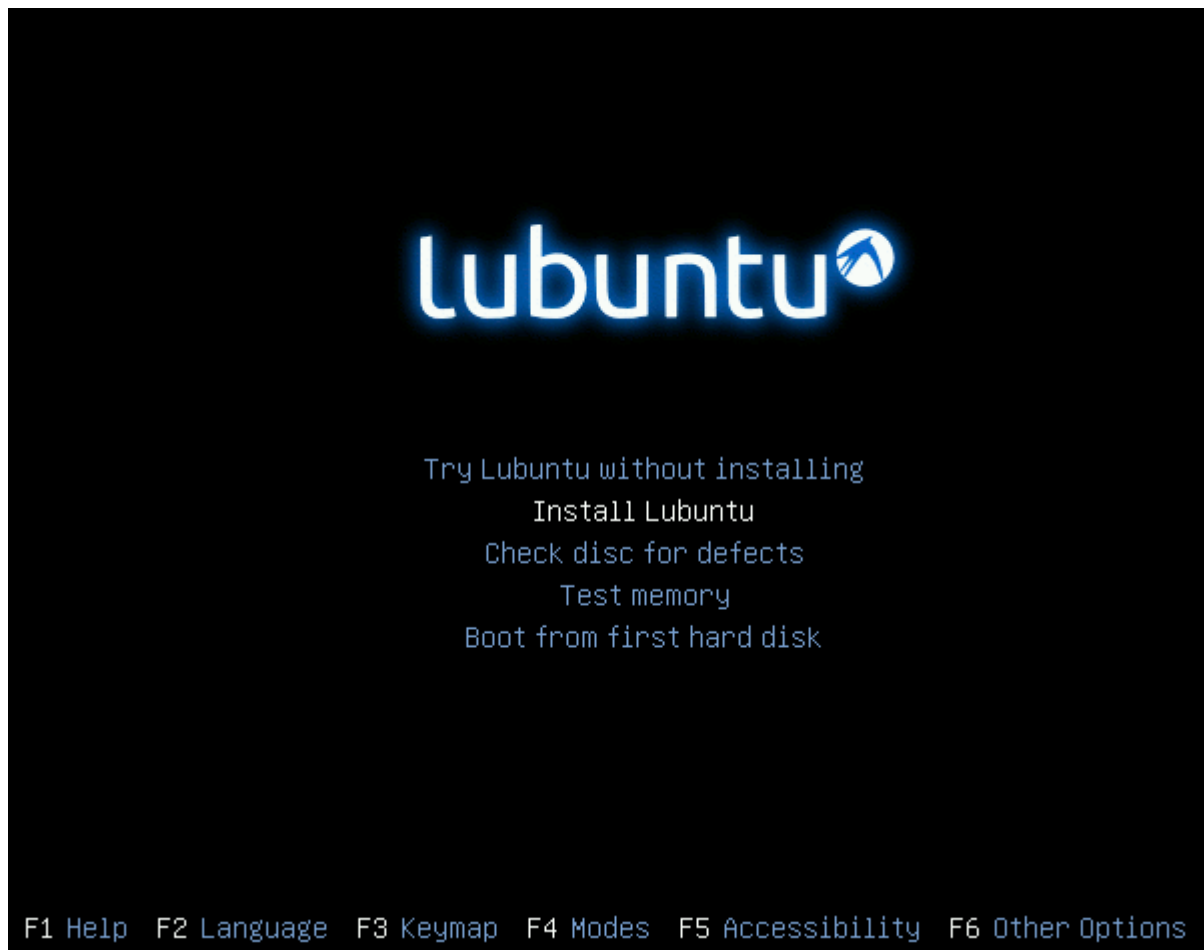 lubuntu
Try Lubuntu without installing
Install Lubuntu
Check disc for defects
Test memory
Boot from first hard disk
F1 Help F2 Language F3 Keymap F4 Modes F5 Accessibility F6 Other Options